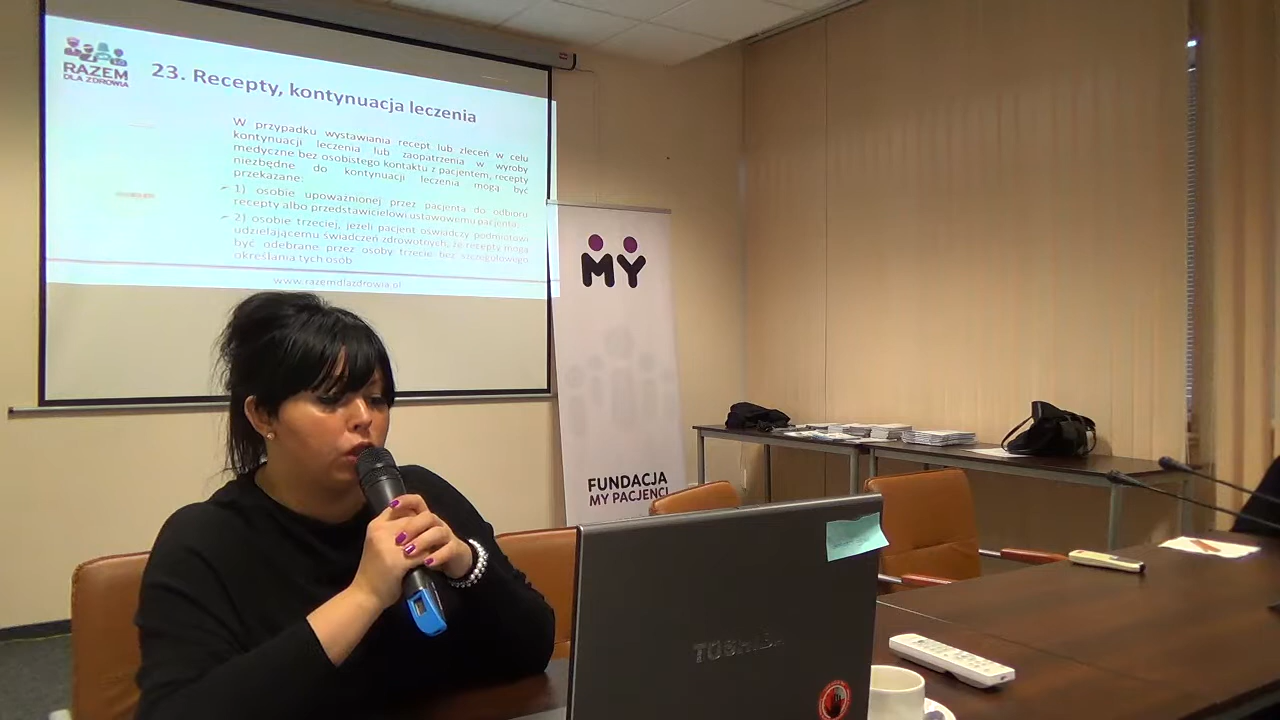 RAZEM
DLA ZDROWIA
23. Recepty, kontynuacja leczenia
W przypadku wystawiania recept lub zleceń w celu
kontynuacji leczenia lub zaopatrzenia w wyroby
medyczne bez osobistego kontaktu z pacjentem, recepty
niezbędne do kontynuacji leczenia mogą być
przekazane:
1) osobie upoważnionej przez pacjenta do odbioru
recepty albo przedstawicielowi ustawowemu pacjenta;
2) osobie trzeciej, jeżeli pacjent oświadczy podmiotowi
udzielającemu świadczeń zdrowotnych, że recepty mogą
być odebrane przez osoby trzecie bez szczegółowego
określania tych osób
www.razemdlazdrowia.pl
MY
FUNDACJA
MY PACJENCI
TOSHIBA